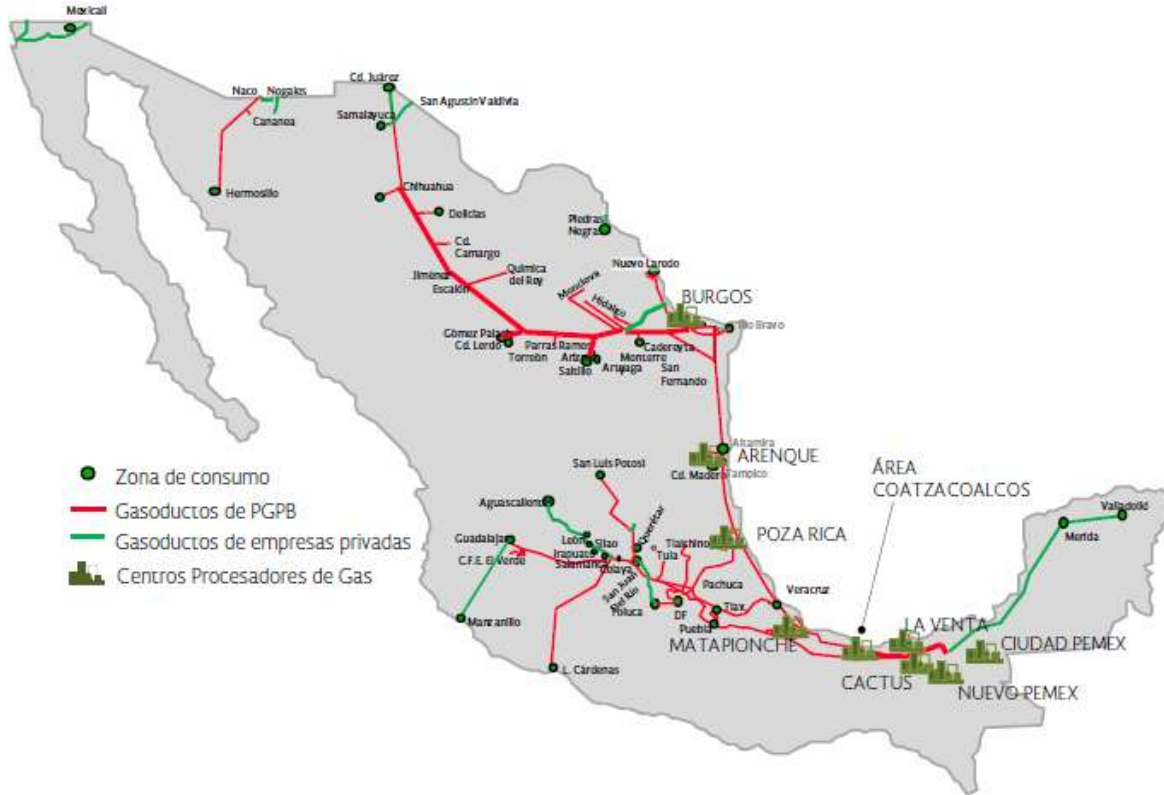 Mexicali
Cd. Juárez
Naco
Nogales
San Agustín Valdivia
Cananea
Samalayuca
Hermosillo
Chihuahua
Delicias
Piedras
Negras
Cd.
Camargo
Nuevo Laredo
Jiménez
Química
del Rey
Escalón
Monclova
Hidalgo
BURGOS
Río Bravo
Gómez Palacio
Cd. Lerdo
Torreón
Parras
Ramos
Arizpe
Saltillo
Arteaga
Cadereyta
Monterrey
San
Fernando
Altamira
ARENQUE
Cd. Madero
Tampico
Zona de consumo
Gasoductos de PGPB
Gasoductos de empresas privadas
Centros Procesadores de Gas
San Luis Potosí
ÁREA
COATZACOALCOS
Aguascalientes
Valladolid
Merida
Guadalajara
León
Silao
Querétaro
POZA RICA
C.F.E. El Verde
Irapuato
Salamanca
Tula
Celaya
San Juan
Del Río
Pachuca
Veracruz
Manzanillo
Toluca
DF
Tlax
Puebla
LA VENTA
MATAPIONCHE
CIUDAD PEMEX
L. Cárdenas
CACTUS
NUEVO PEMEX